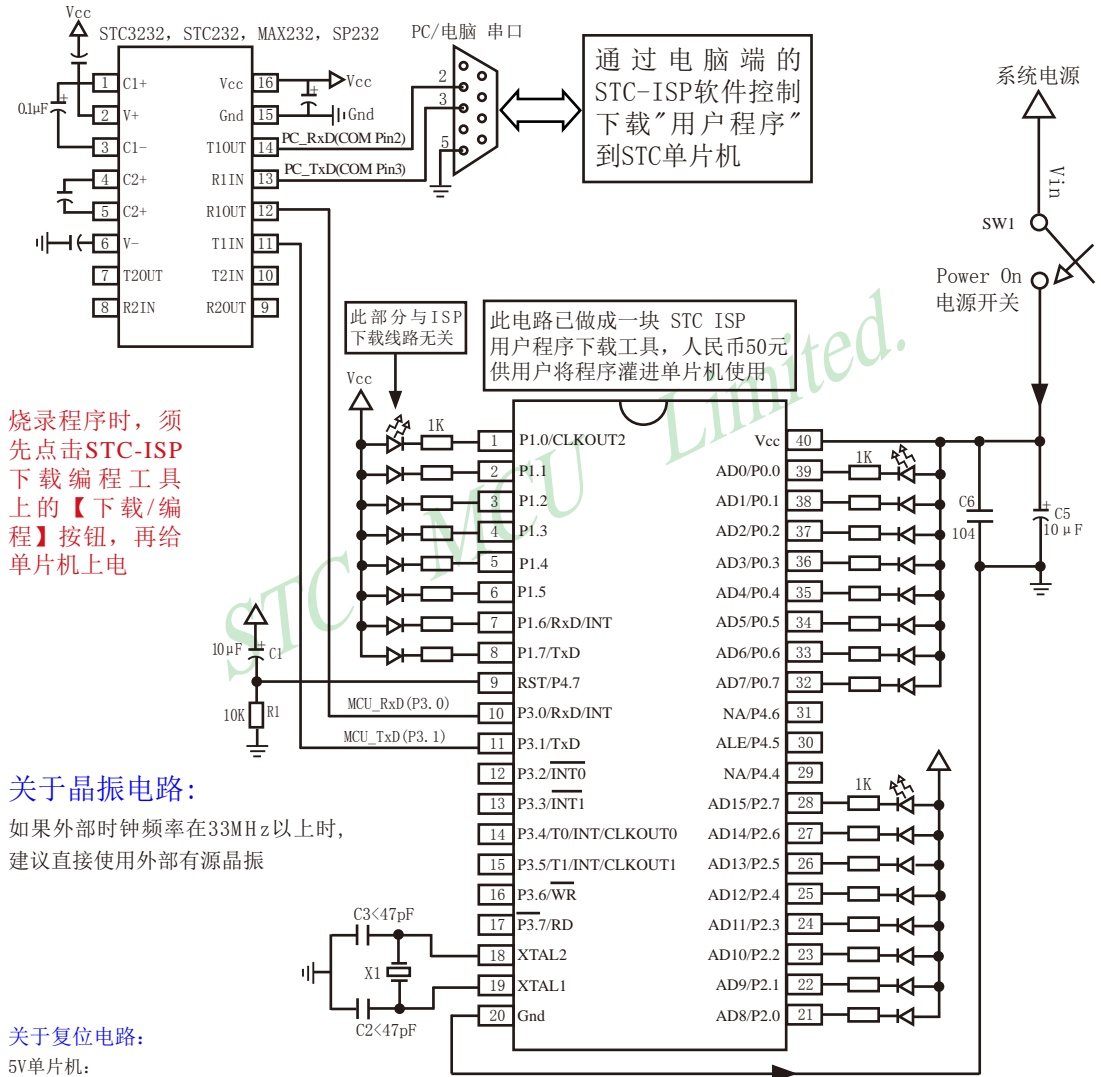 Vcc
STC3232, STC232, MAX232, SP232
PC/电脑 串口
通过电脑端的
STC-ISP软件控制
下载"用户程序"
到STC单片机
系统电源
Vin
SW1
Power On
电源开关
0.1μF
1 C1+
2 V+
3 C1-
4 C2+
5 C2+
6 V-
7 T2OUT
8 R2IN
Vcc 16
Gnd 15
T1OUT 14
R1IN 13
R1OUT 12
T1IN 11
T2IN 10
R2OUT 9
Vcc
Gnd
PC_RxD(COM Pin2)
PC_TxD(COM Pin3)
2
3
5
此部分与ISP
下载线路无关
此电路已做成一块 STC ISP
用户程序下载工具，人民币50元
供用户将程序灌进单片机使用
STC MCU Limited.
烧录程序时，须
先点击STC-ISP
下载编程工具
上的【下载/编
程】按钮，再给
单片机上电
Vcc
1K
1 P1.0/CLKOUT2
2 P1.1
3 P1.2
4 P1.3
5 P1.4
6 P1.5
7 P1.6/RxD/INT
8 P1.7/TxD
9 RST/P4.7
10 P3.0/RxD/INT
11 P3.1/TxD
12 P3.2/INT0
13 P3.3/INT1
14 P3.4/T0/INT/CLKOUT0
15 P3.5/T1/INT/CLKOUT1
16 P3.6/WR
17 P3.7/RD
18 XTAL2
19 XTAL1
20 Gnd
Vcc 40
AD0/P0.0 39
AD1/P0.1 38
AD2/P0.2 37
AD3/P0.3 36
AD4/P0.4 35
AD5/P0.5 34
AD6/P0.6 33
AD7/P0.7 32
NA/P4.6 31
ALE/P4.5 30
NA/P4.4 29
AD15/P2.7 28
AD14/P2.6 27
AD13/P2.5 26
AD12/P2.4 25
AD11/P2.3 24
AD10/P2.2 23
AD9/P2.1 22
AD8/P2.0 21
1K
C6
104
C5
10μF
1K
10μF
C1
10K
R1
MCU_RxD(P3.0)
MCU_TxD(P3.1)
关于晶振电路:
如果外部时钟频率在33MHz以上时,
建议直接使用外部有源晶振
C3<47pF
X1
C2<47pF
关于复位电路:
5V单片机: